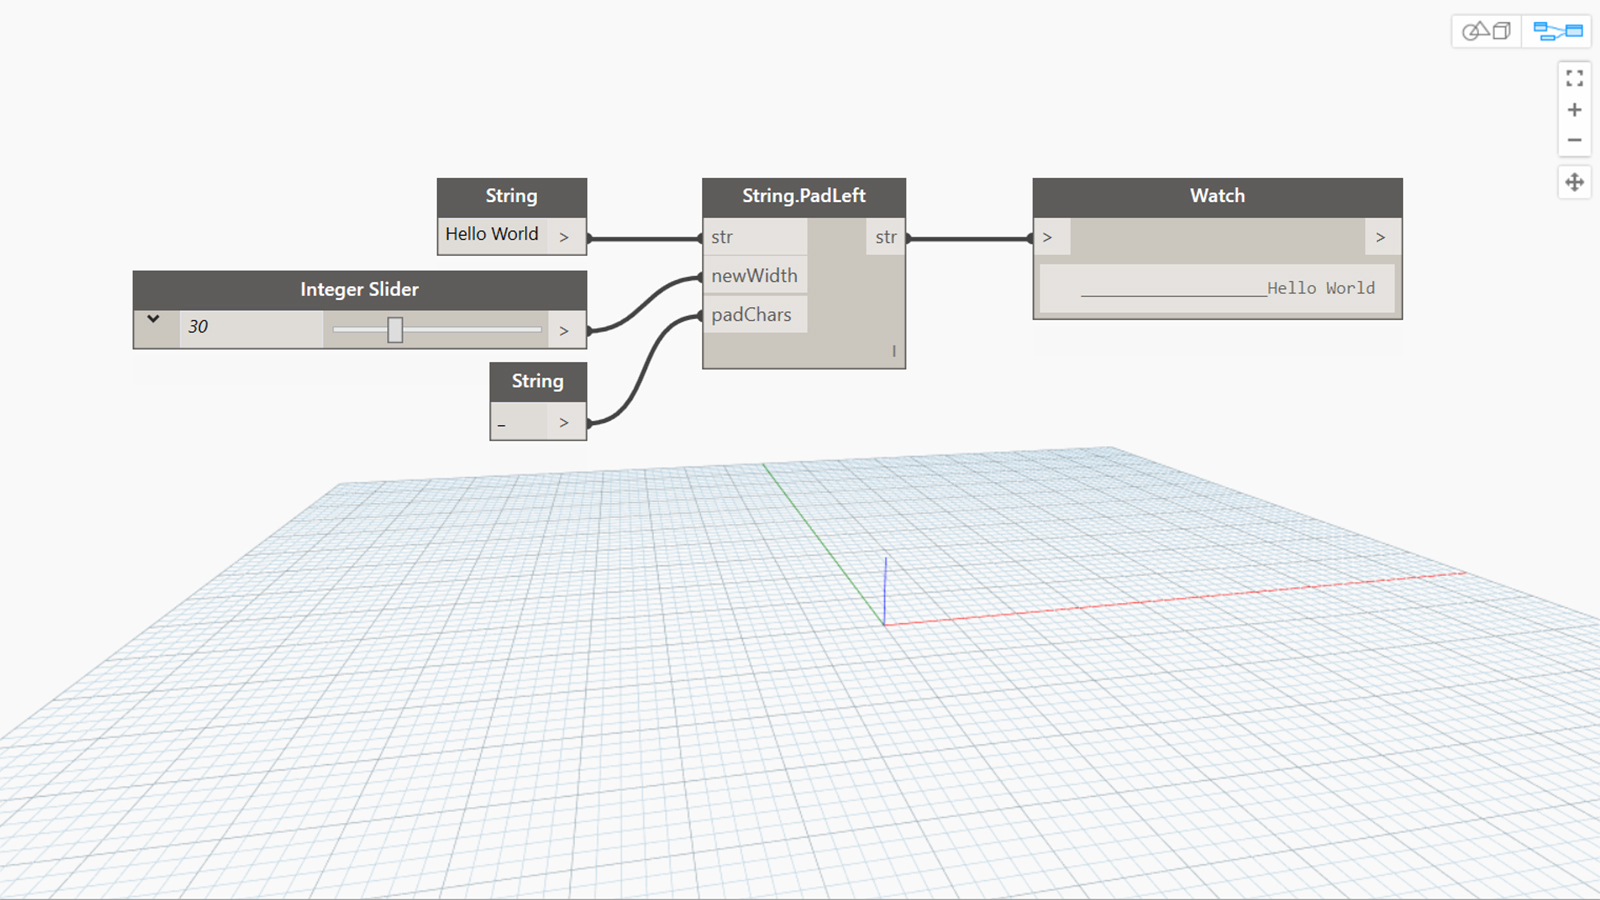 String
Hello World >
Integer Slider
30 >
String
_ >
String.PadLeft
str str
newWidth
padChars
l
Watch
> >
___________________Hello World